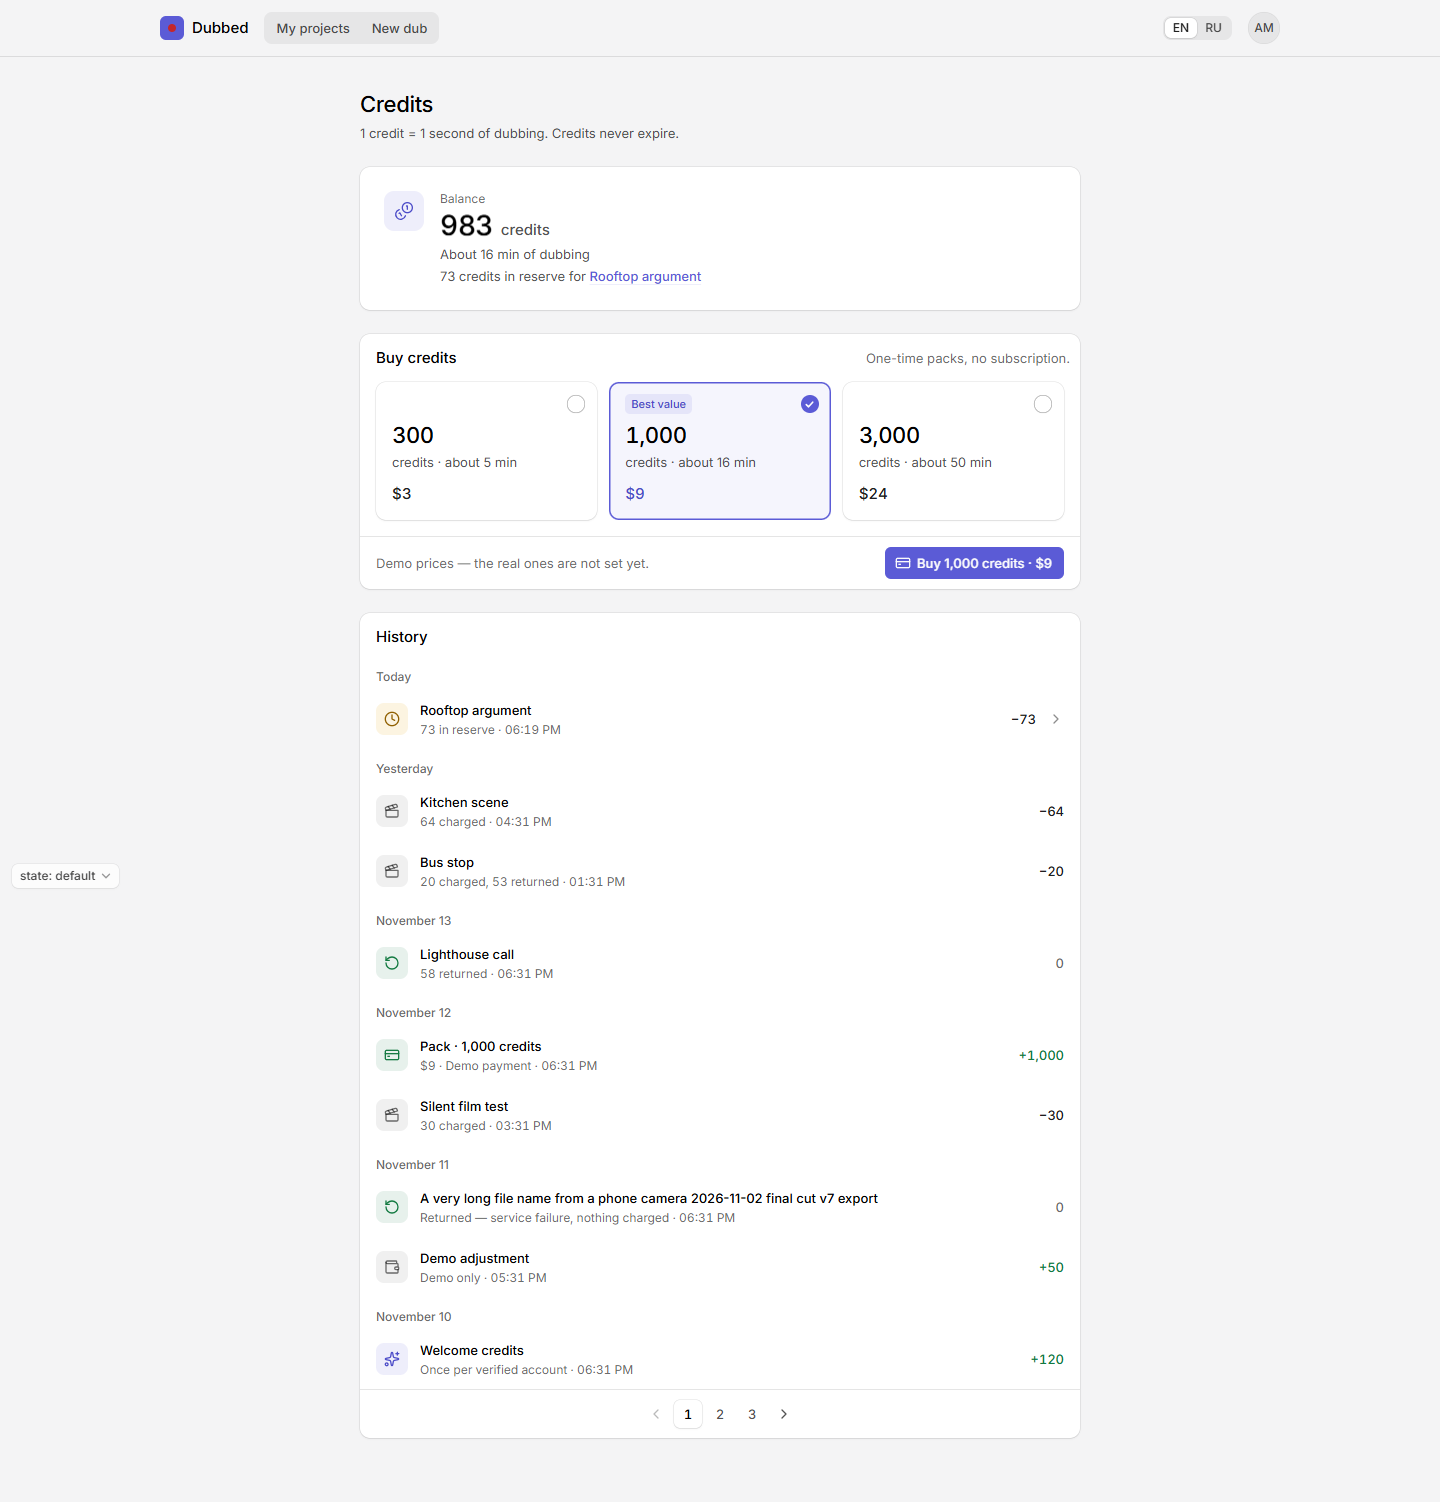 Dubbed
My projects
New dub
EN
RU
AM
Credits
1 credit = 1 second of dubbing. Credits never expire.
Balance
983 credits
About 16 min of dubbing
73 credits in reserve for Rooftop argument
Buy credits
One-time packs, no subscription.
300
credits · about 5 min
$3
Best value
1,000
credits · about 16 min
$9
3,000
credits · about 50 min
$24
Demo prices — the real ones are not set yet.
Buy 1,000 credits · $9
History
Today
Rooftop argument
73 in reserve · 06:19 PM
−73
Yesterday
Kitchen scene
64 charged · 04:31 PM
−64
Bus stop
20 charged, 53 returned · 01:31 PM
−20
state: default
November 13
Lighthouse call
58 returned · 06:31 PM
0
November 12
Pack · 1,000 credits
$9 · Demo payment · 06:31 PM
+1,000
Silent film test
30 charged · 03:31 PM
−30
November 11
A very long file name from a phone camera 2026-11-02 final cut v7 export
Returned — service failure, nothing charged · 06:31 PM
0
Demo adjustment
Demo only · 05:31 PM
+50
November 10
Welcome credits
Once per verified account · 06:31 PM
+120
1
2
3